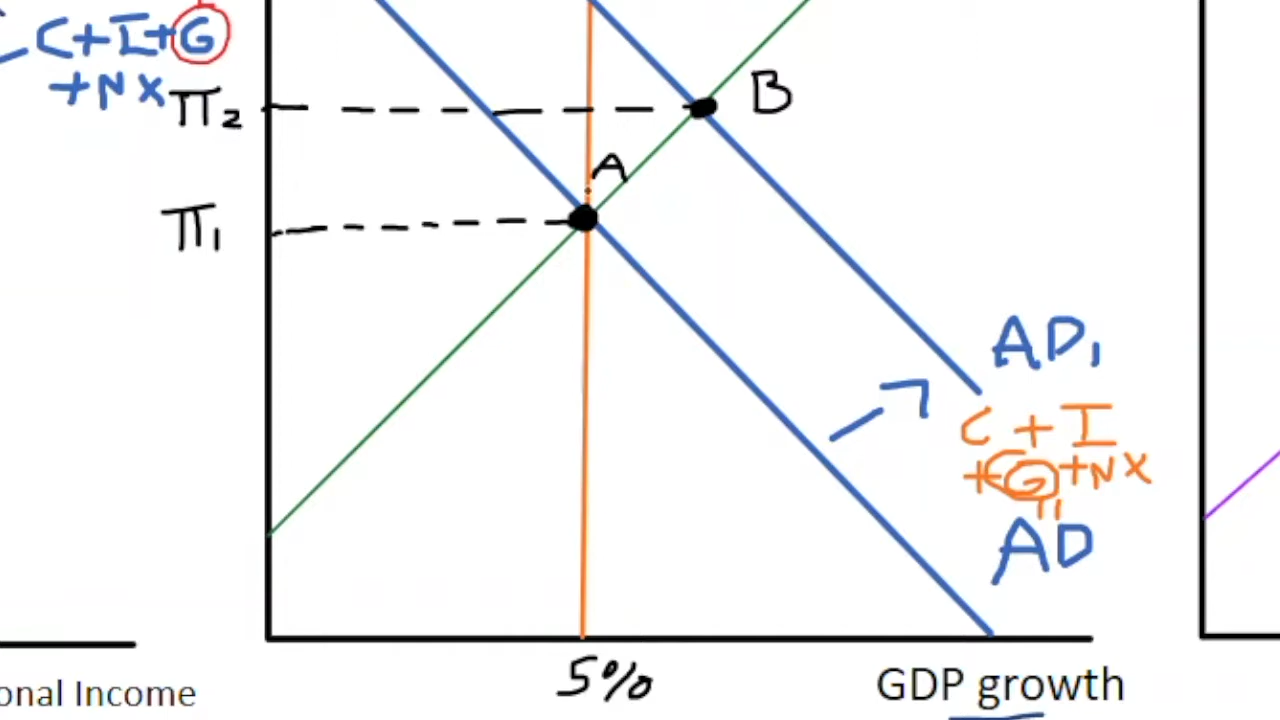 C+I+G
+NX
π₂
B
A
π₁
AD₁
C + I
+G+NX
AD
5%
GDP growth
onal Income